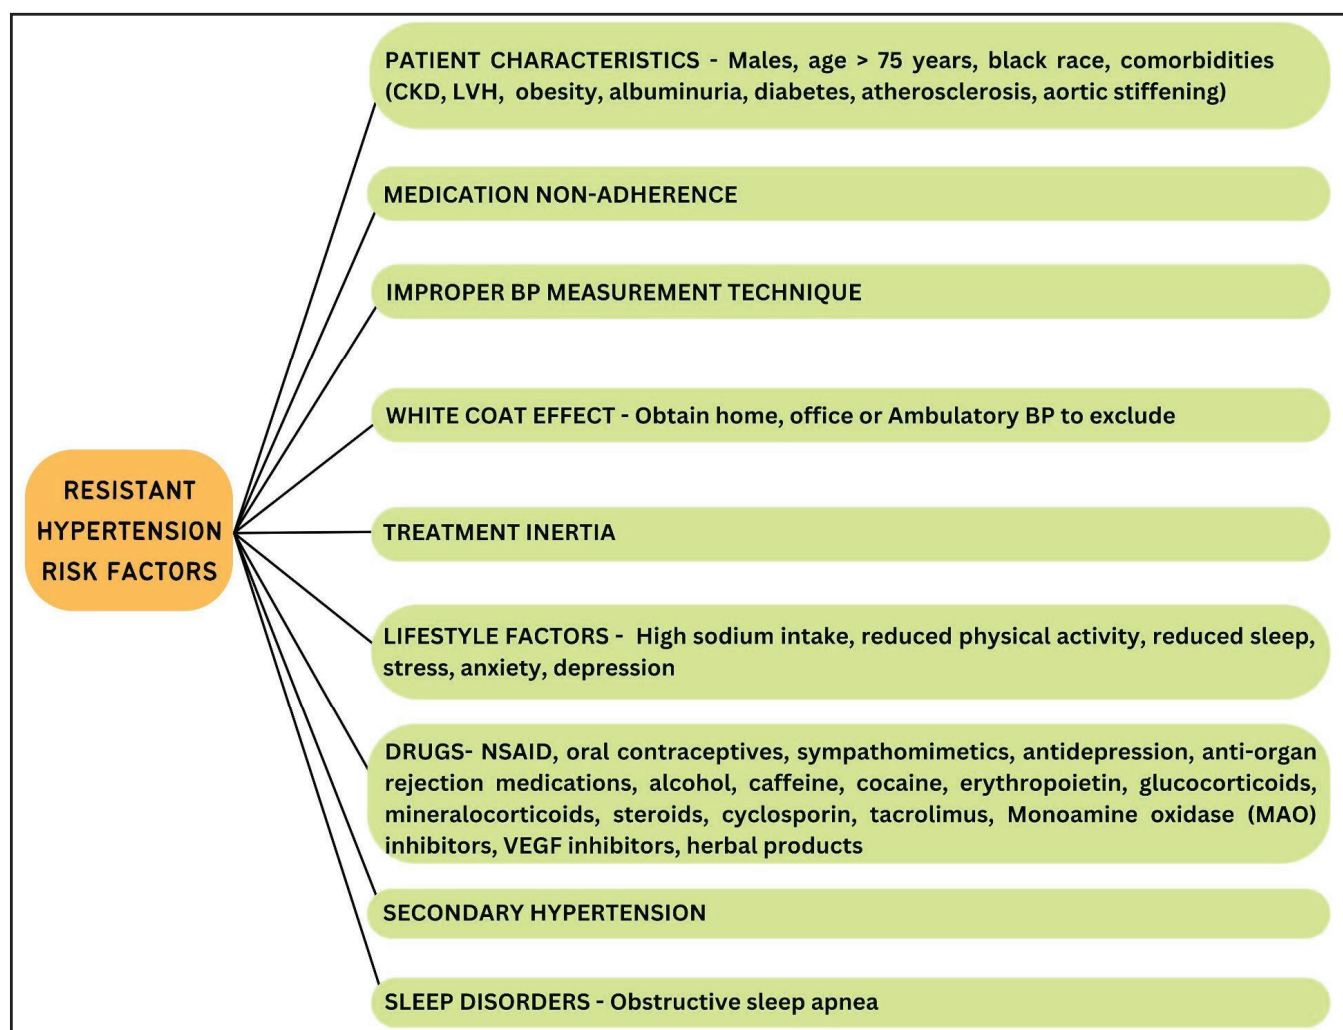 PATIENT CHARACTERISTICS - Males, age > 75 years, black race, comorbidities
(CKD, LVH, obesity, albuminuria, diabetes, atherosclerosis, aortic stiffening)
MEDICATION NON-ADHERENCE
IMPROPER BP MEASUREMENT TECHNIQUE
WHITE COAT EFFECT - Obtain home, office or Ambulatory BP to exclude
RESISTANT
HYPERTENSION
RISK FACTORS
TREATMENT INERTIA
LIFESTYLE FACTORS - High sodium intake, reduced physical activity, reduced sleep,
stress, anxiety, depression
DRUGS- NSAID, oral contraceptives, sympathomimetics, antidepression, anti-organ
rejection medications, alcohol, caffeine, cocaine, erythropoietin, glucocorticoids,
mineralocorticoids, steroids, cyclosporin, tacrolimus, Monoamine oxidase (MAO)
inhibitors, VEGF inhibitors, herbal products
SECONDARY HYPERTENSION
SLEEP DISORDERS - Obstructive sleep apnea